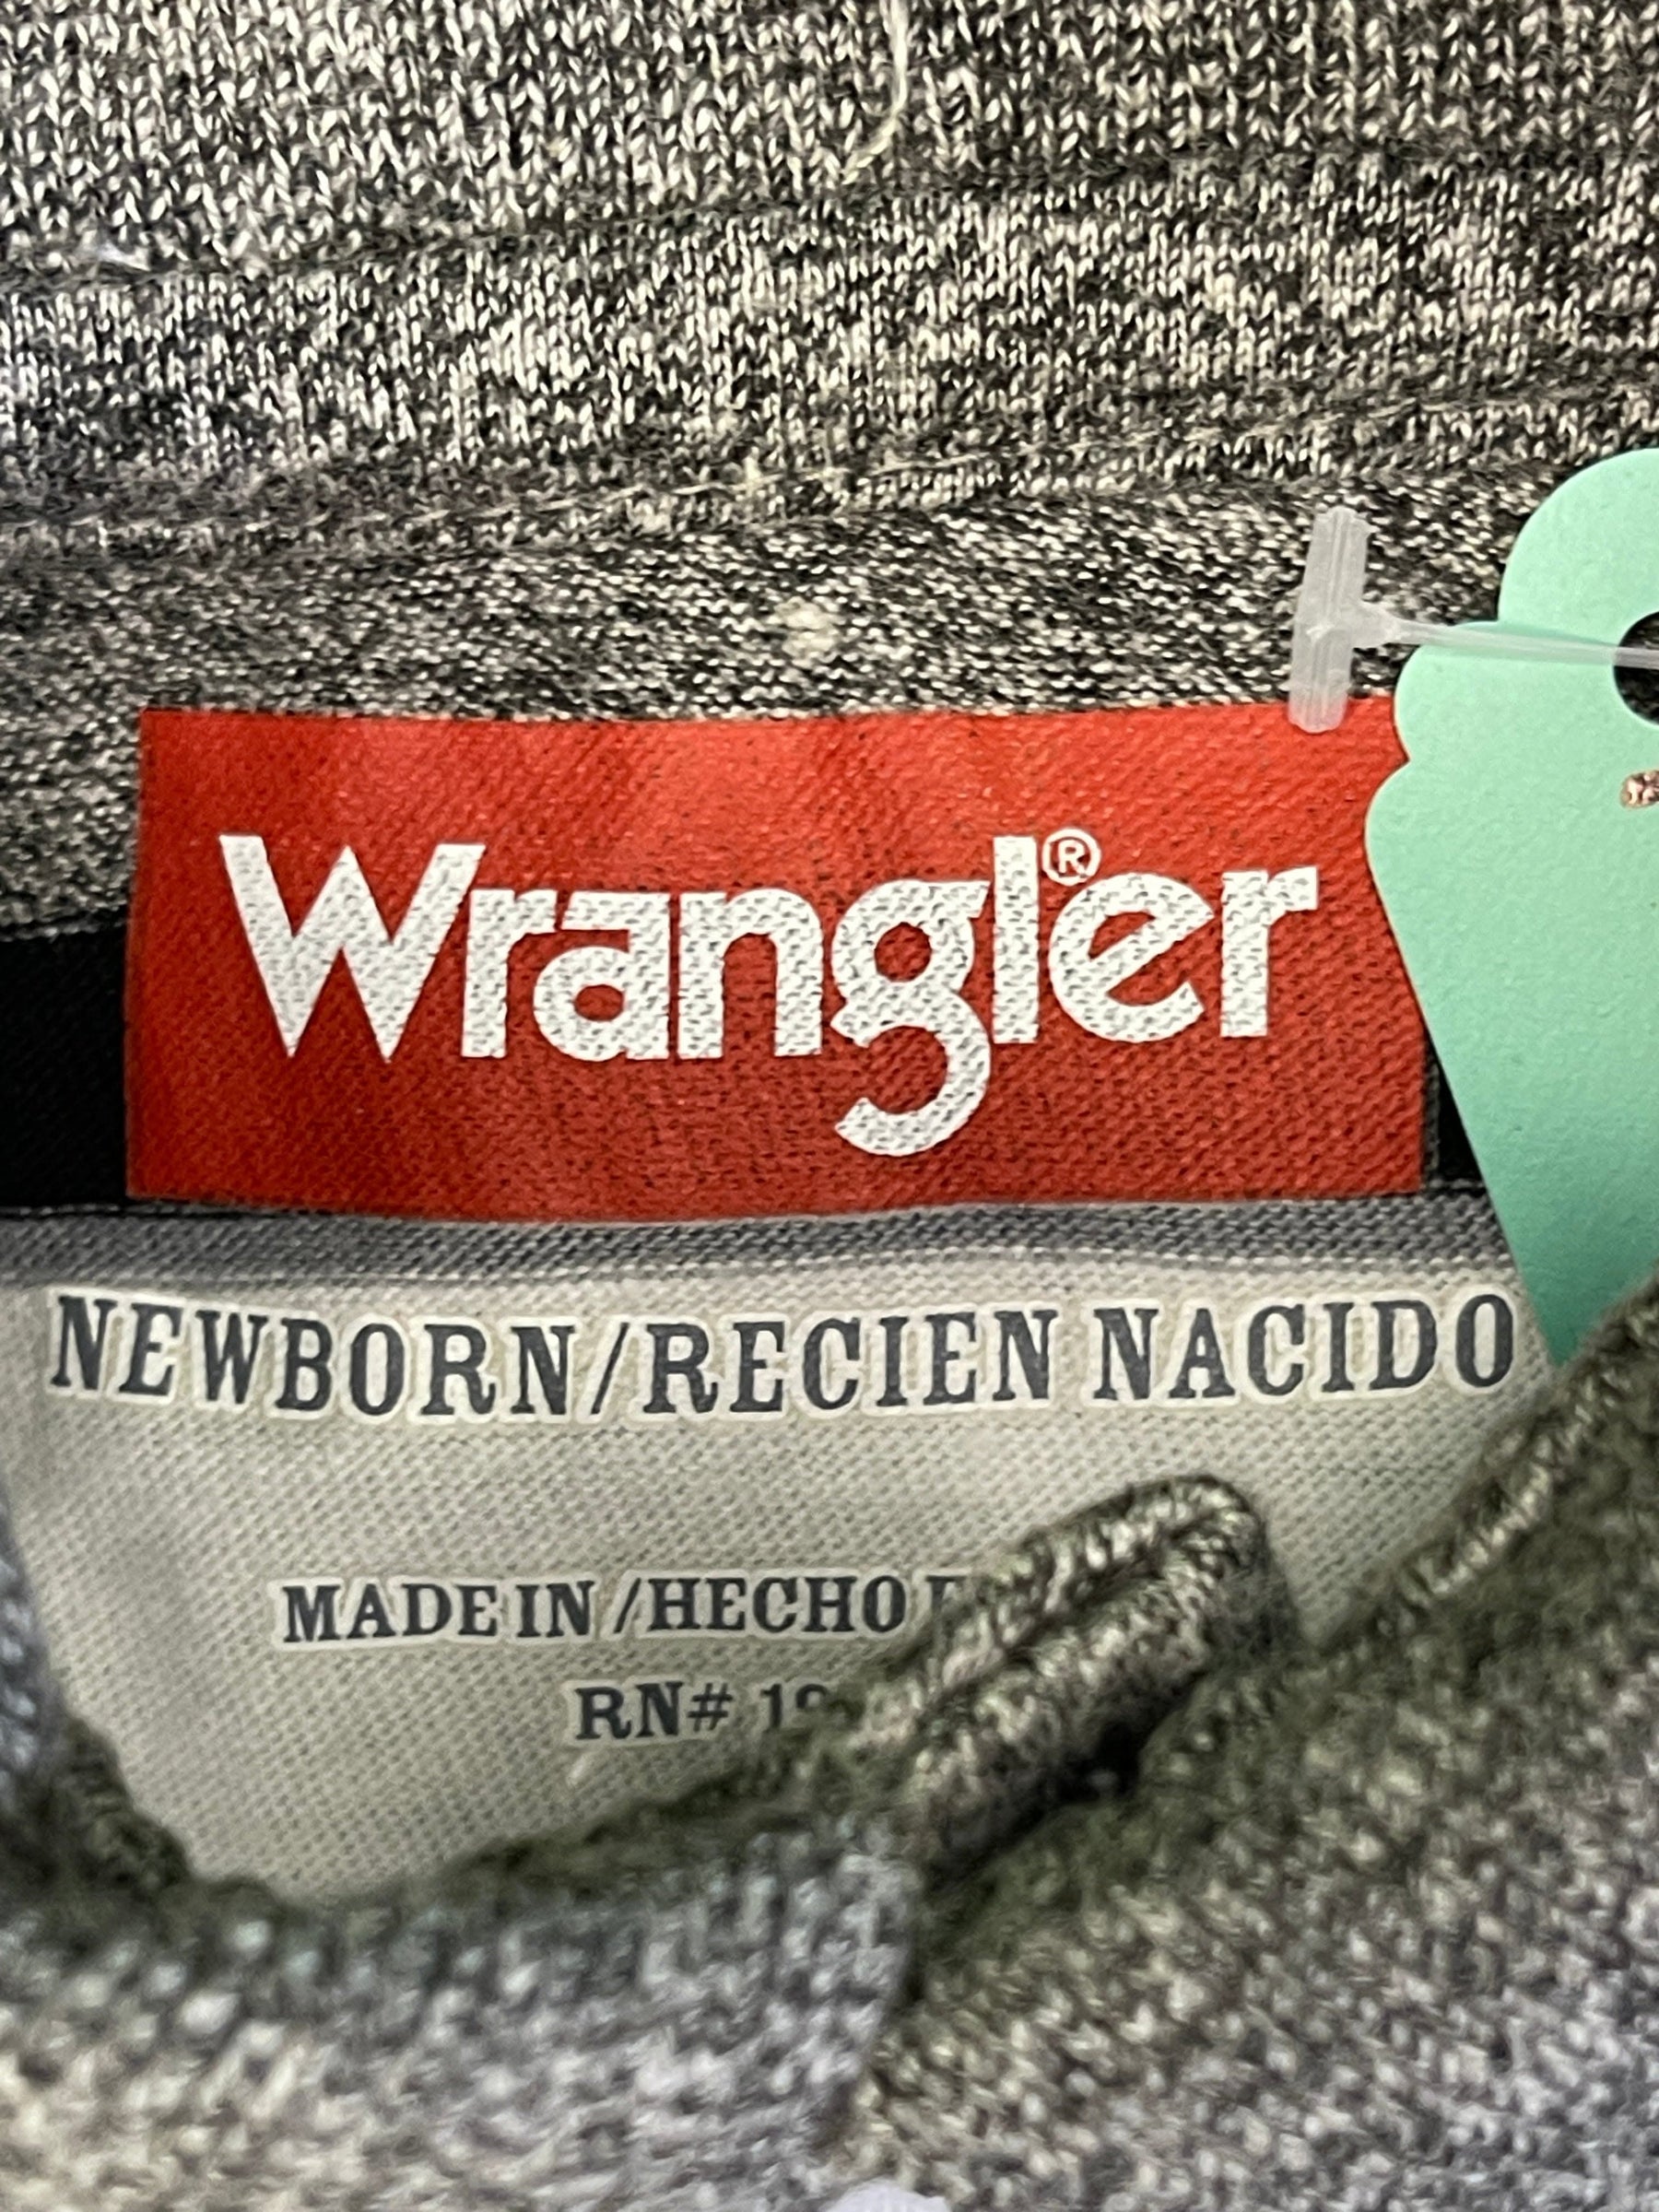 Wrangler®
NEWBORN/RECIEN NACIDO
MADE IN /HECHO
RN#